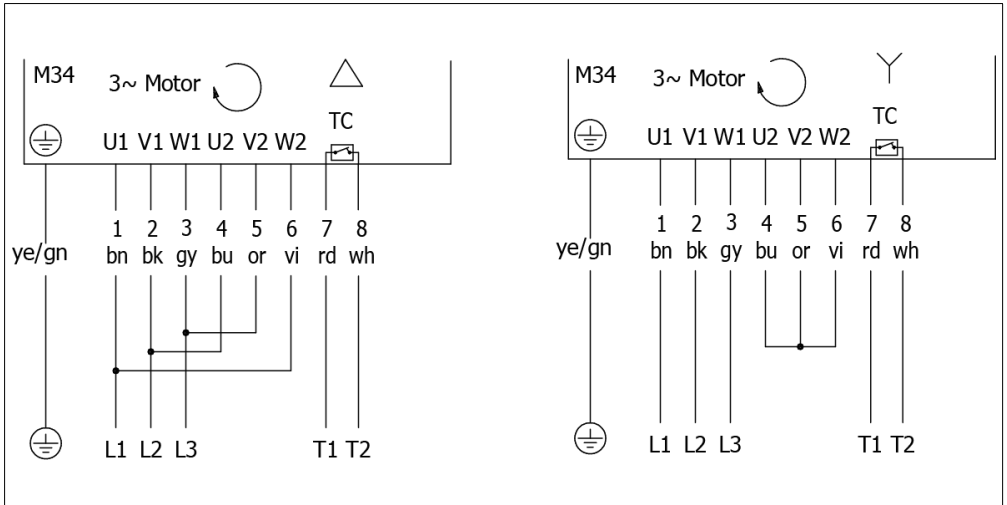 M34 3~ Motor
TC
U1 V1 W1 U2 V2 W2
1 2 3 4 5 6 7 8
ye/gn bn bk gy bu or vi rd wh
L1 L2 L3 T1 T2
M34 3~ Motor
TC
U1 V1 W1 U2 V2 W2
1 2 3 4 5 6 7 8
ye/gn bn bk gy bu or vi rd wh
L1 L2 L3 T1 T2